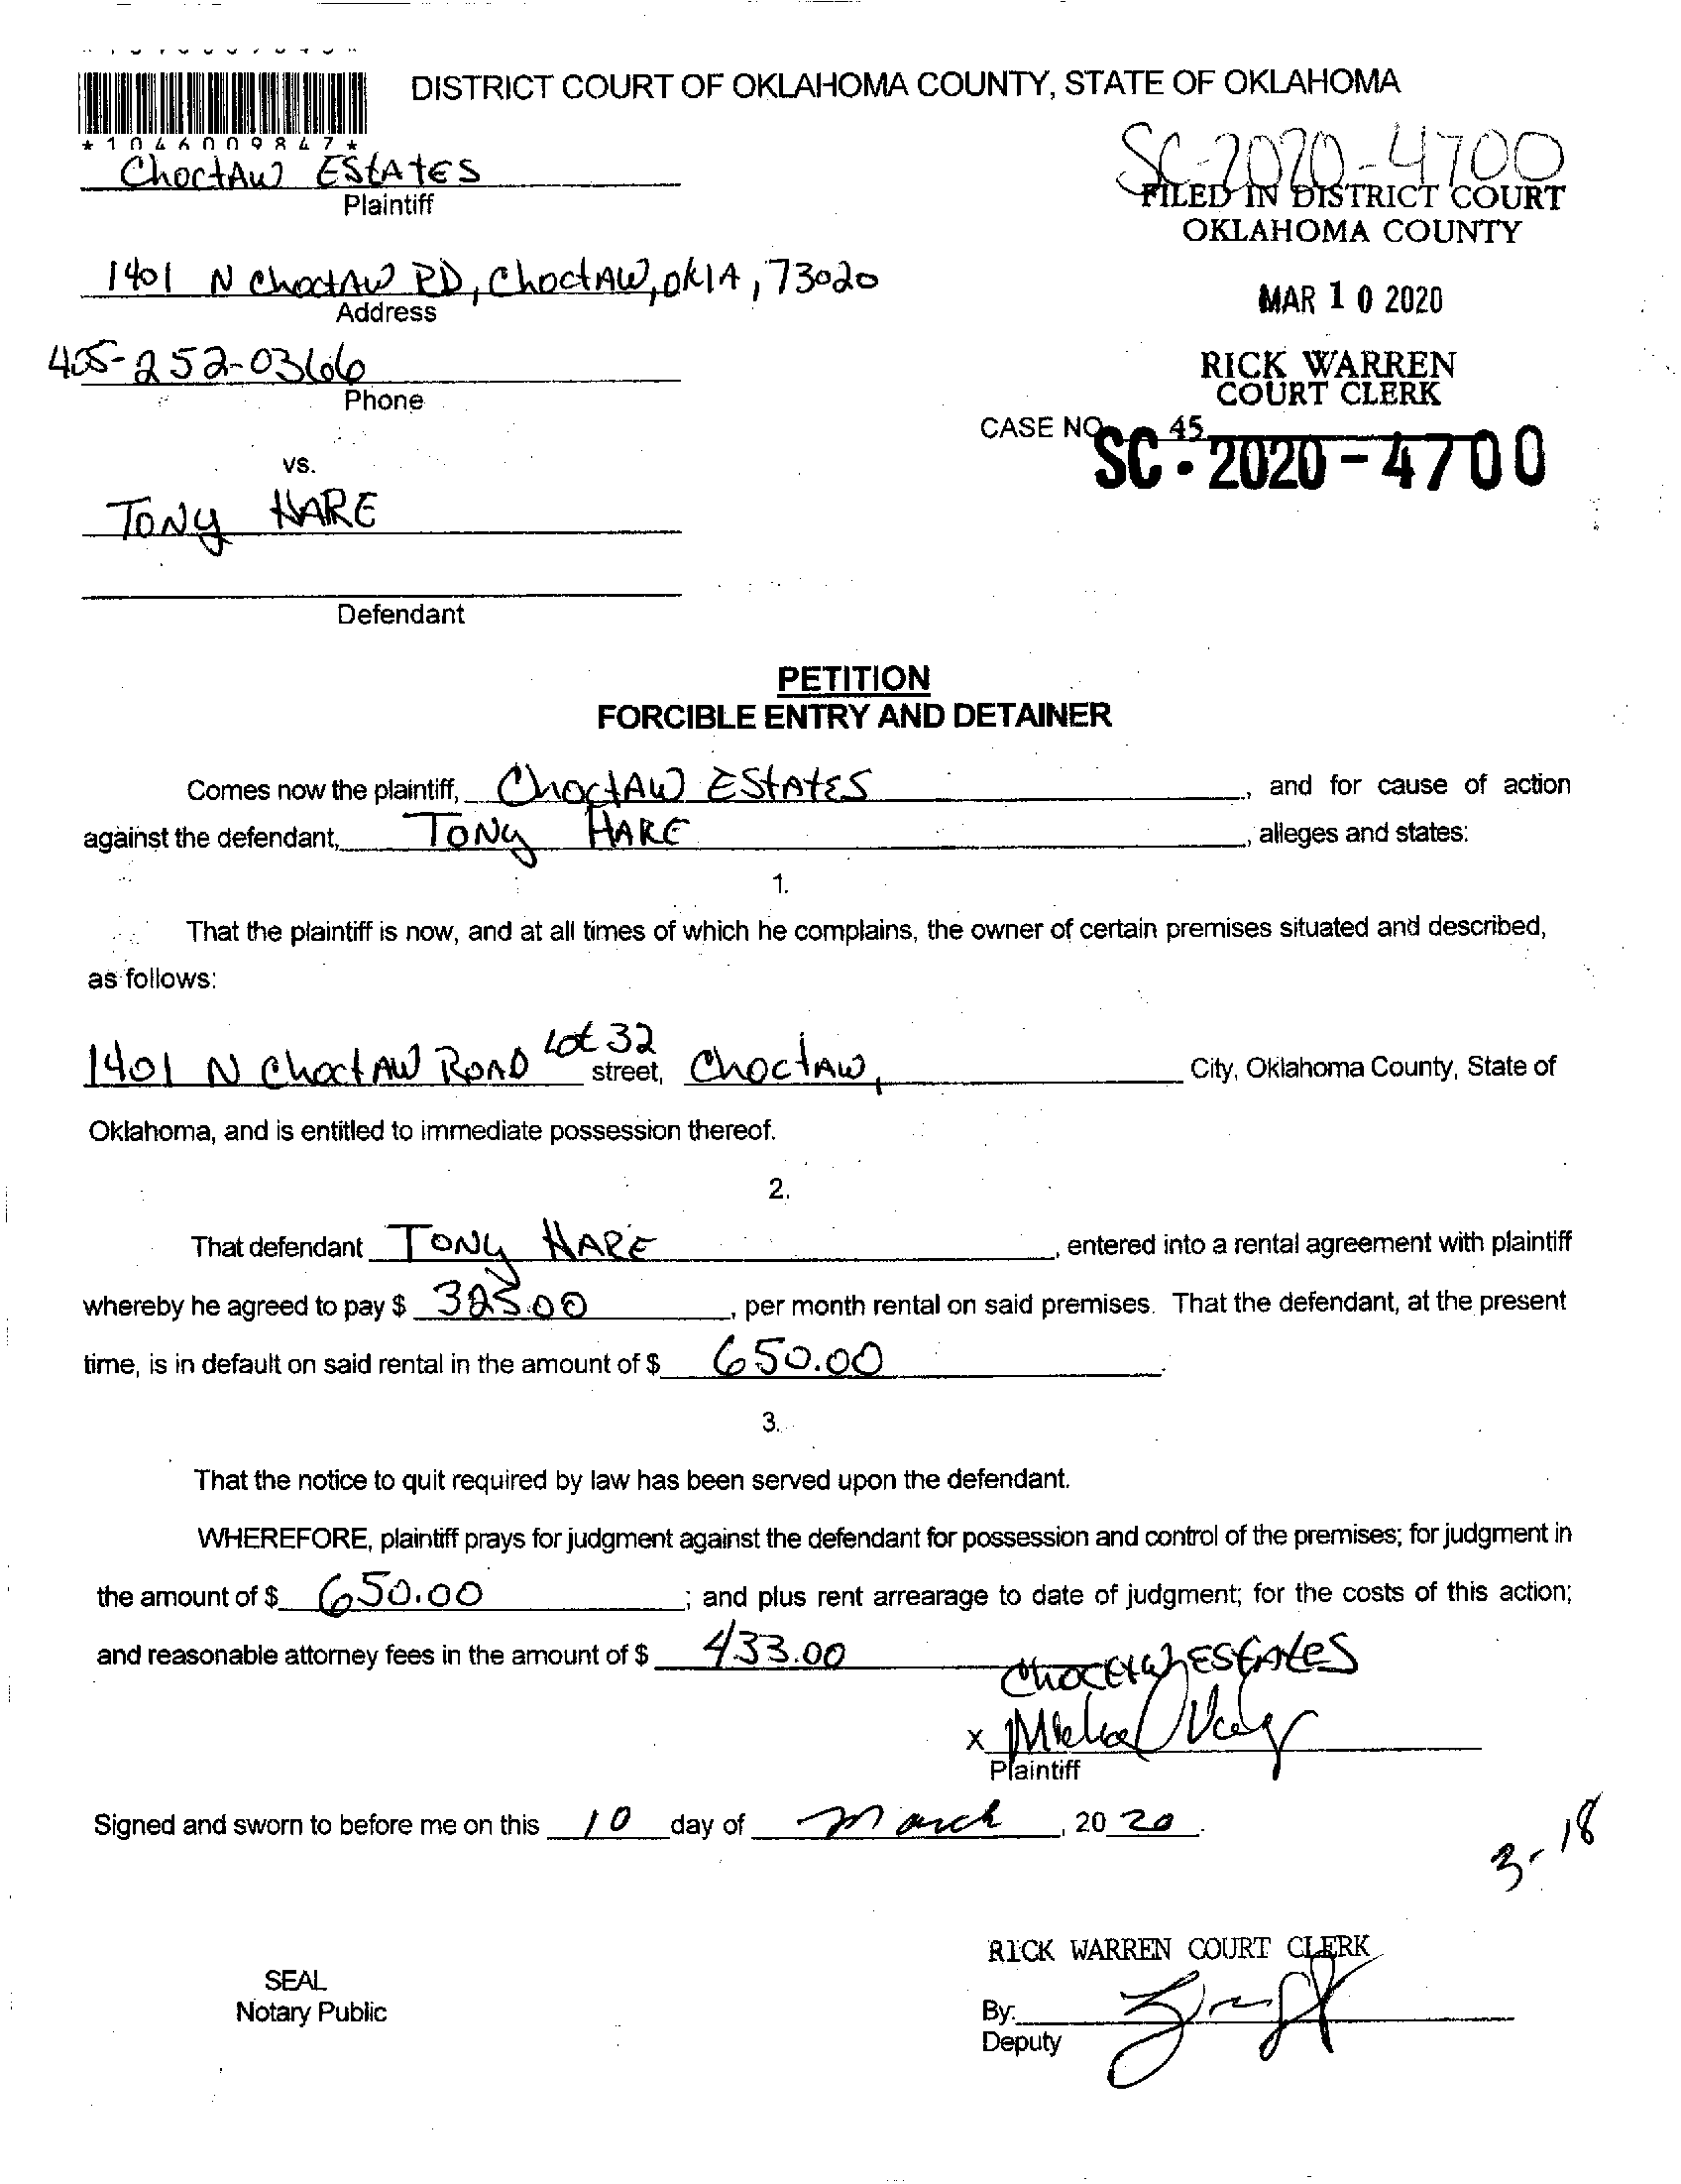 DISTRICT COURT OF OKLAHOMA COUNTY, STATE OF OKLAHOMA
*1046009847*
SC-2020-4700
Choctaw Estates
Plaintiff
FILED IN DISTRICT COURT
OKLAHOMA COUNTY
1401 N Choctaw RD, Choctaw, OklA, 73020
Address
MAR 10 2020
405-252-0366
Phone
RICK WARREN
COURT CLERK
45
CASE NO. SC-2020-4700
vs.
Tony HARE
Defendant
PETITION
FORCIBLE ENTRY AND DETAINER
Comes now the plaintiff, Choctaw Estates, and for cause of action
against the defendant, Tony HARE, alleges and states:
1.
That the plaintiff is now, and at all times of which he complains, the owner of certain premises situated and described,
as follows:
1401 N Choctaw Road Lot 32 street, Choctaw, City, Oklahoma County, State of
Oklahoma, and is entitled to immediate possession thereof.
2.
That defendant Tony HARE, entered into a rental agreement with plaintiff
whereby he agreed to pay $ 325.00, per month rental on said premises. That the defendant, at the present
time, is in default on said rental in the amount of $ 650.00.
3.
That the notice to quit required by law has been served upon the defendant.
WHEREFORE, plaintiff prays for judgment against the defendant for possession and control of the premises; for judgment in
the amount of $ 650.00; and plus rent arrearage to date of judgment; for the costs of this action;
and reasonable attorney fees in the amount of $ 433.00
Choctaw Estates
X
Plaintiff
Signed and sworn to before me on this 10 day of March, 20 20.
3-18
RICK WARREN COURT CLERK
SEAL
Notary Public
By:
Deputy